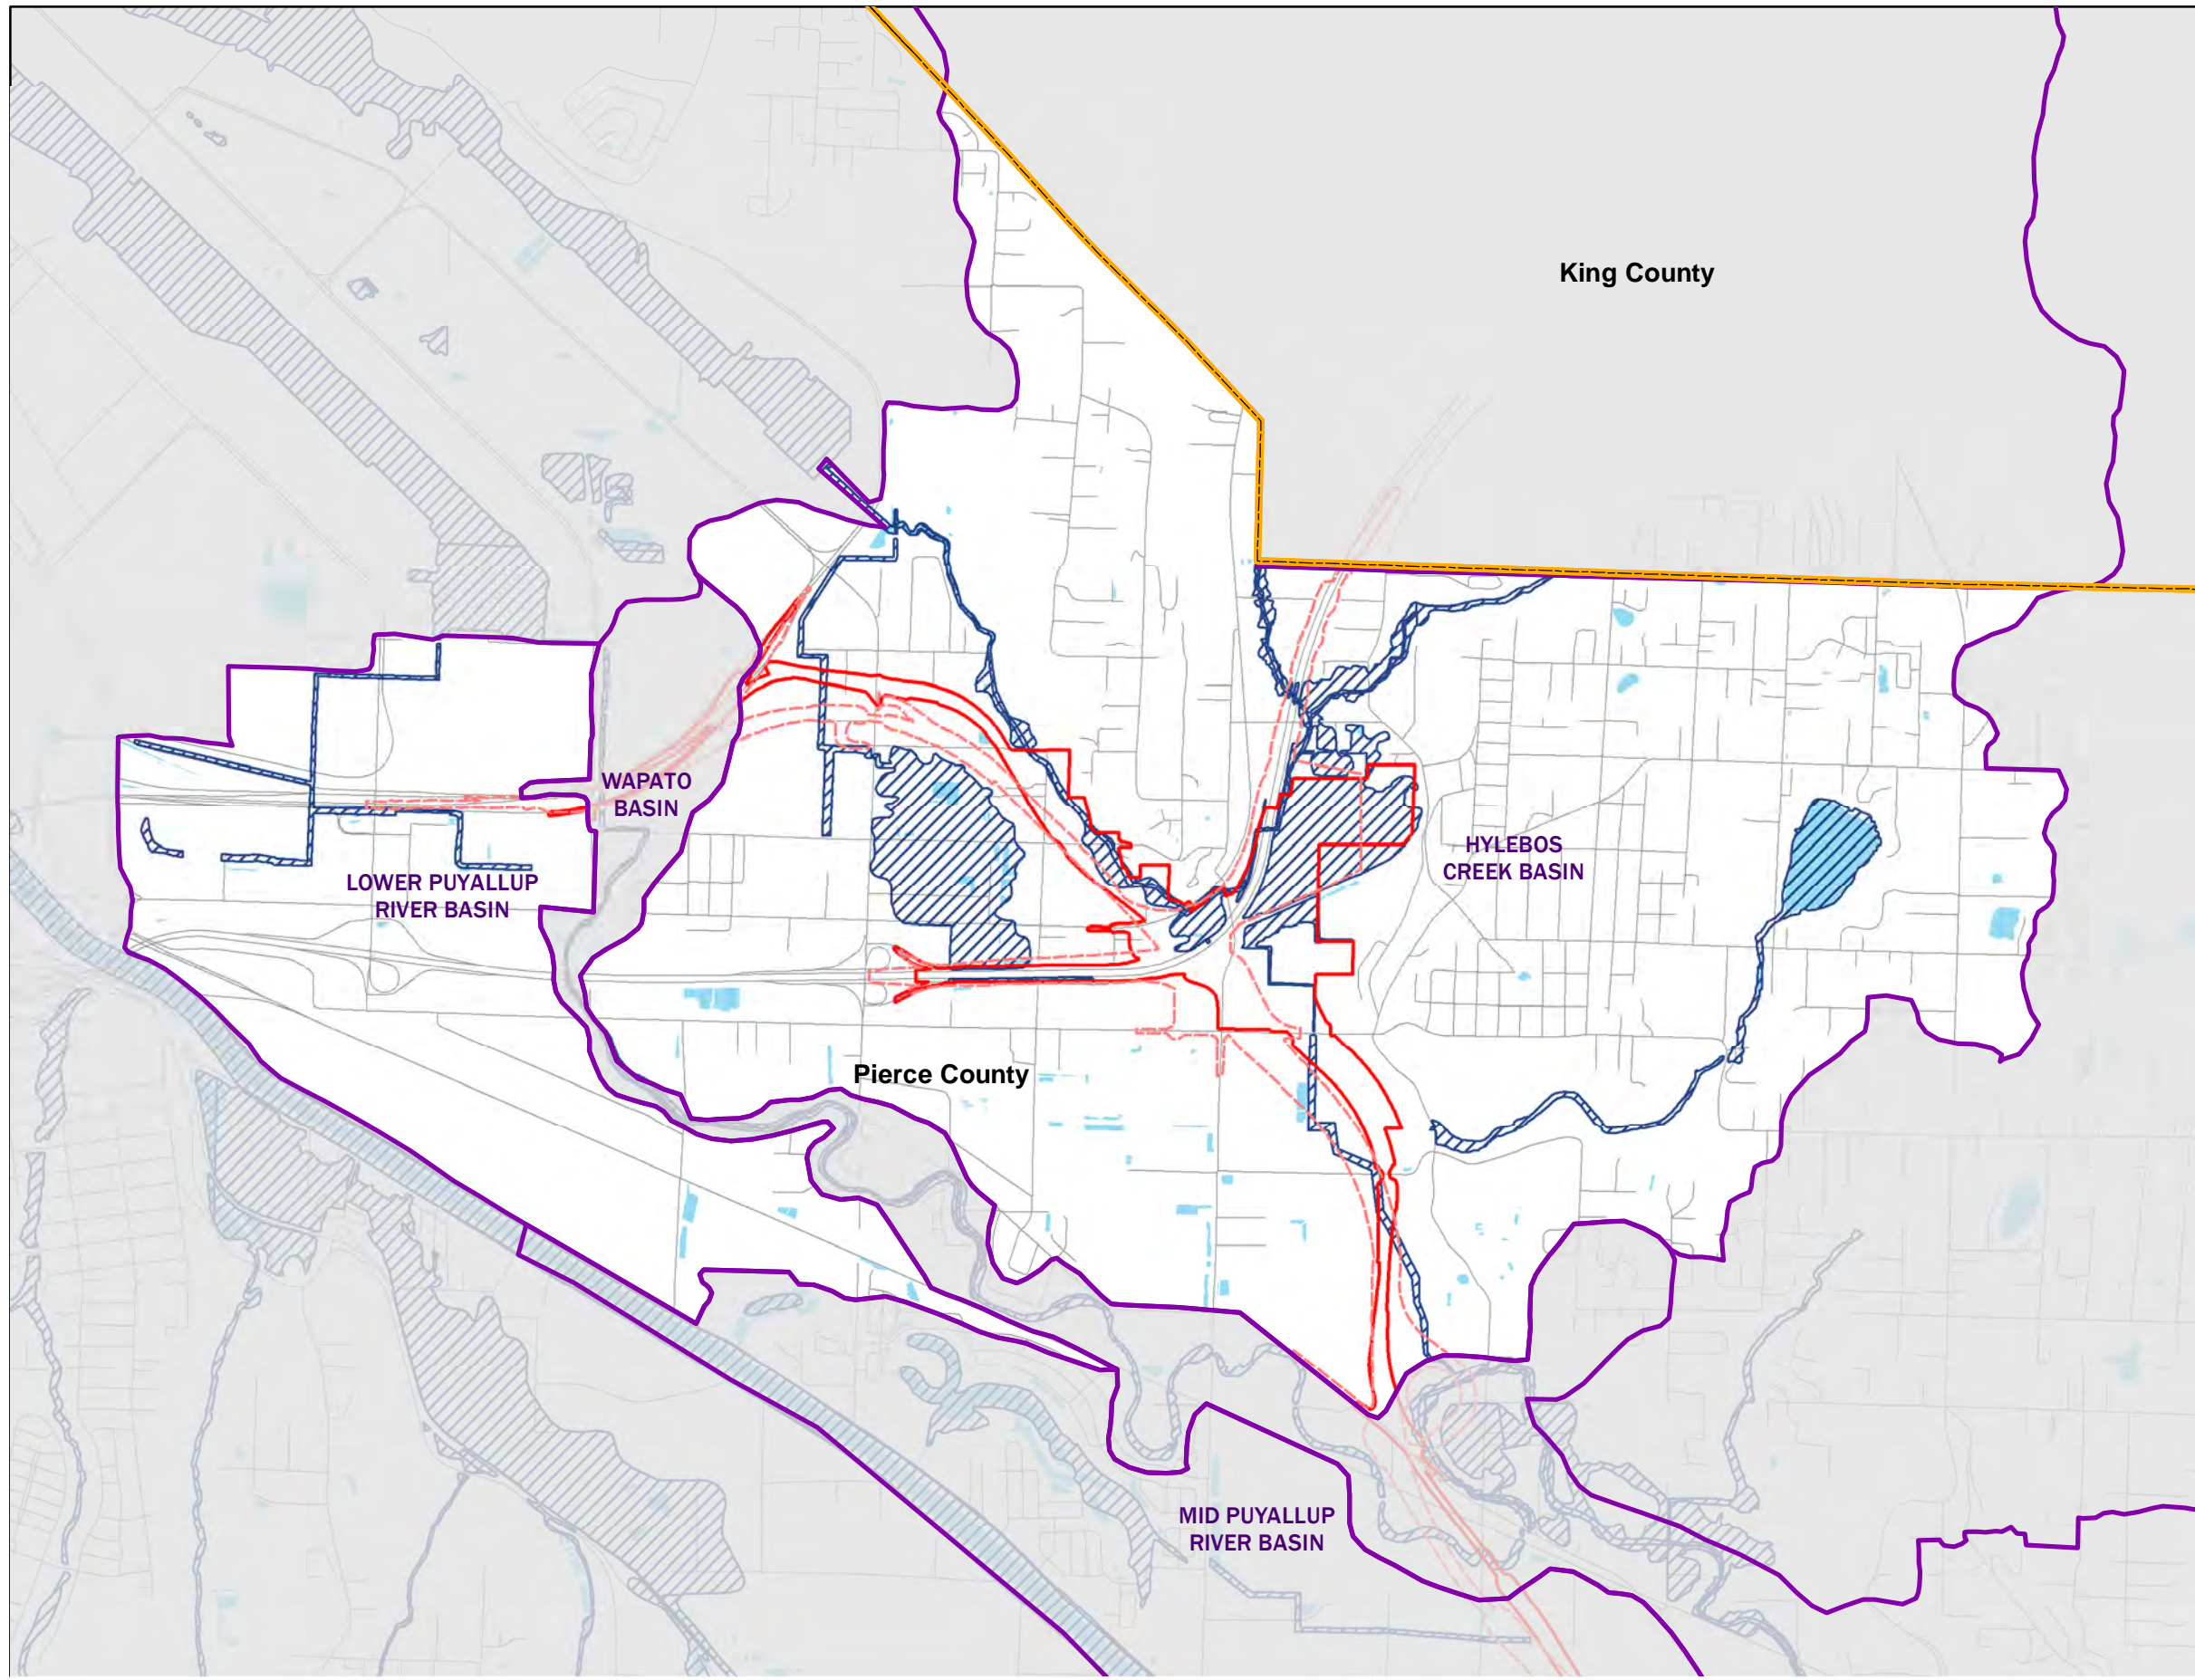 King County
WAPATO
BASIN
HYLEBOS
CREEK BASIN
LOWER PUYALLUP
RIVER BASIN
Pierce County
MID PUYALLUP
RIVER BASIN